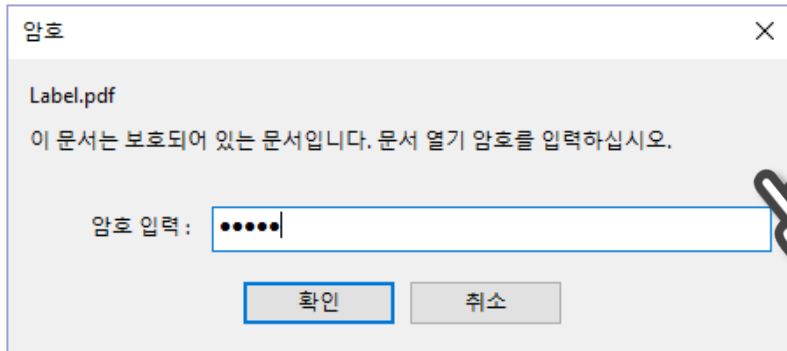 암호
Label.pdf
이 문서는 보호되어 있는 문서입니다. 문서 열기 암호를 입력하십시오.
암호 입력 : •••••
확인
취소